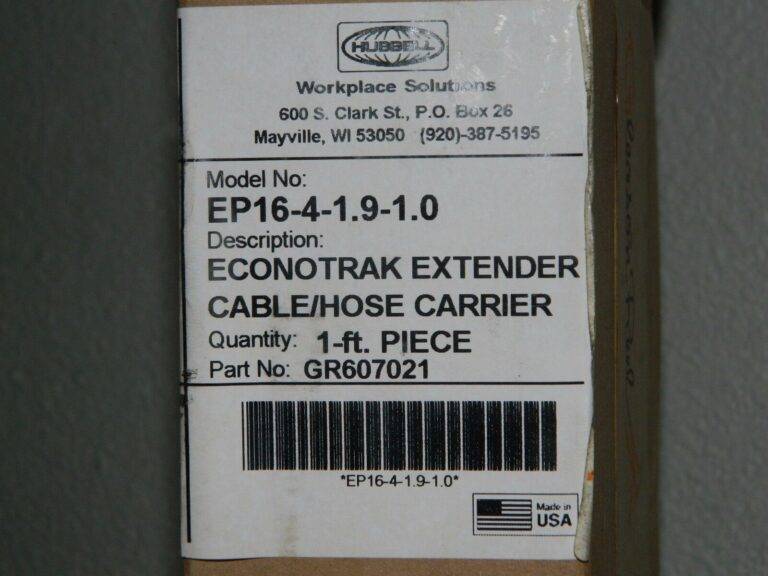 HUBBELL
Workplace Solutions
600 S. Clark St., P.O. Box 26
Mayville, WI 53050 (920)-387-5195
Model No:
EP16-4-1.9-1.0
Description:
ECONOTRAK EXTENDER
CABLE/HOSE CARRIER
Quantity: 1-ft. PIECE
Part No: GR607021
*EP16-4-1.9-1.0*
Made in
USA